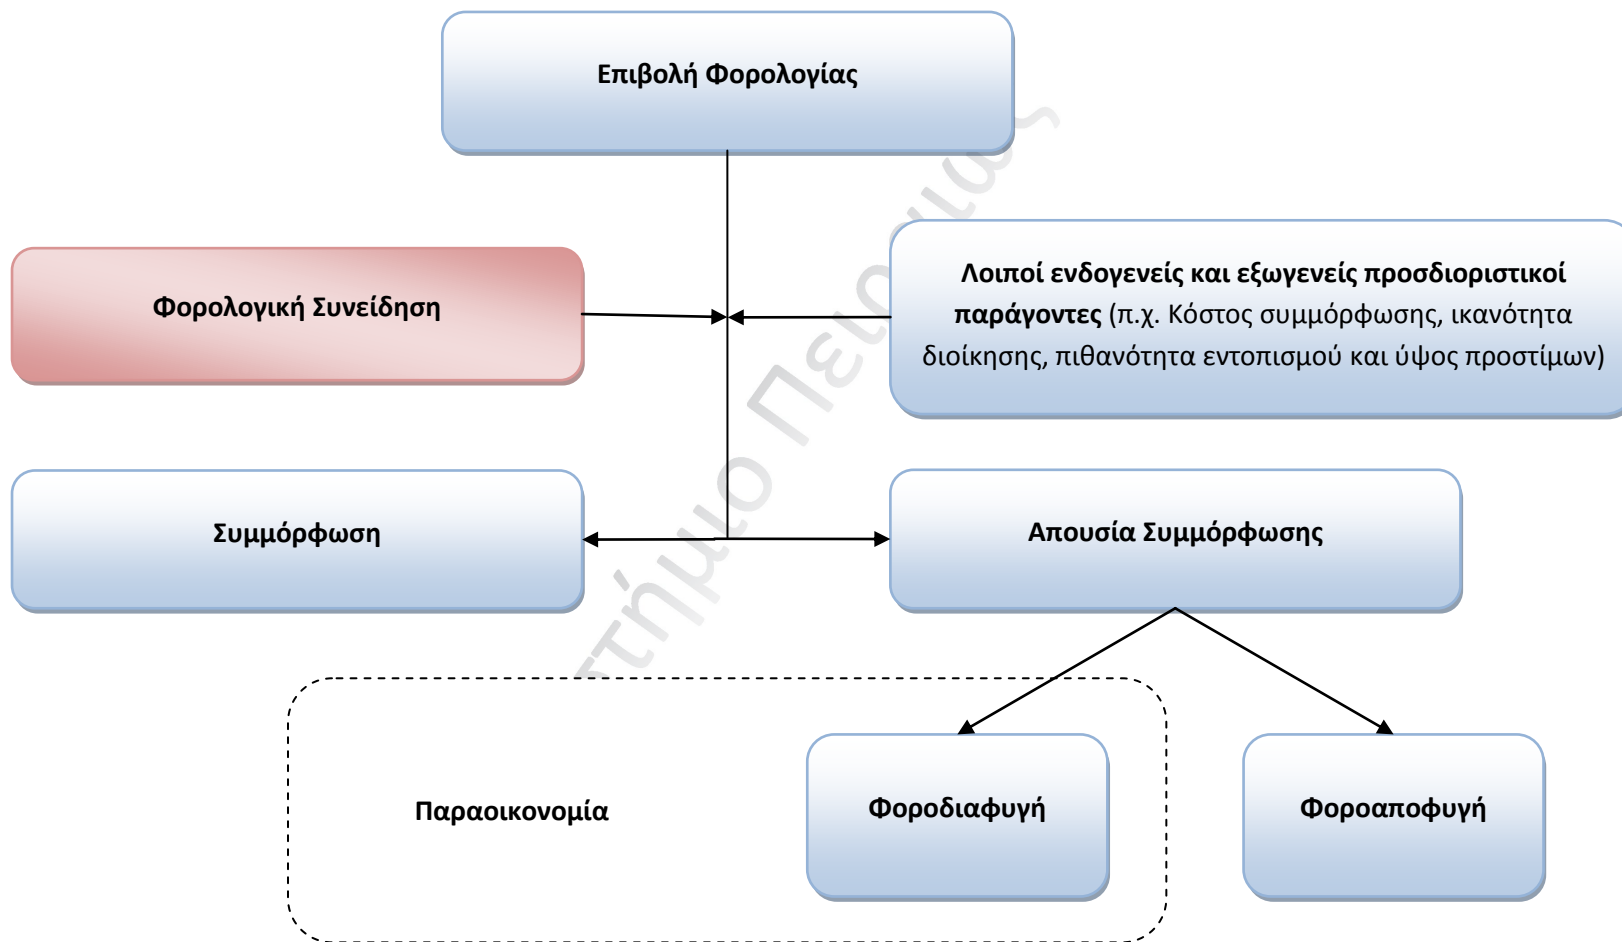 Επιβολή Φορολογίας
Φορολογική Συνείδηση
Λοιποί ενδογενείς και εξωγενείς προσδιοριστικοί
παράγοντες (π.χ. Κόστος συμμόρφωσης, ικανότητα
διοίκησης, πιθανότητα εντοπισμού και ύψος προστίμων)
Συμμόρφωση
Απουσία Συμμόρφωσης
Παραοικονομία
Φοροδιαφυγή
Φοροαποφυγή